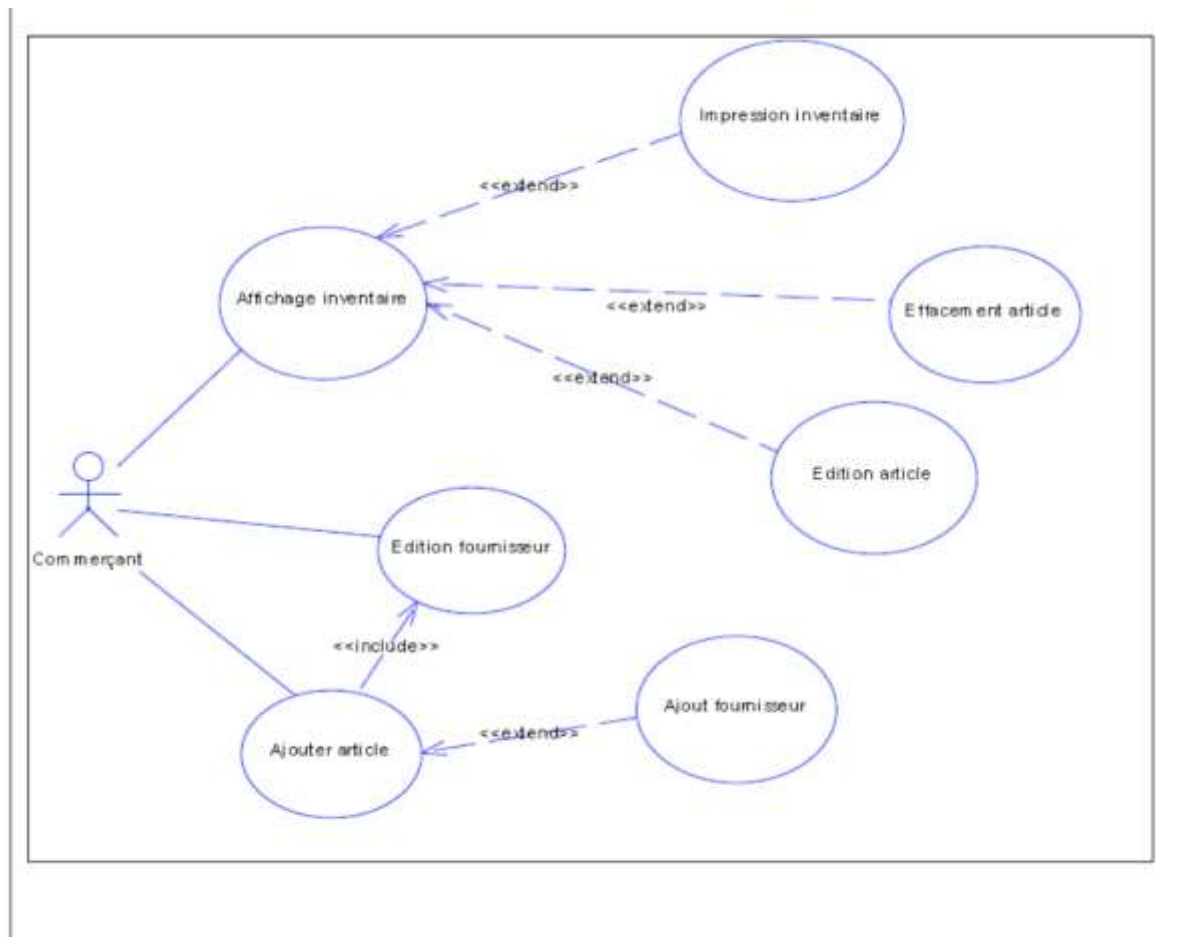 Impression inventaire
<<extend>>
Affichage inventaire
<<extend>>
Effacement article
<<extend>>
Edition article
Edition fournisseur
Commerçant
<<include>>
Ajout fournisseur
<<extend>>
Ajouter article